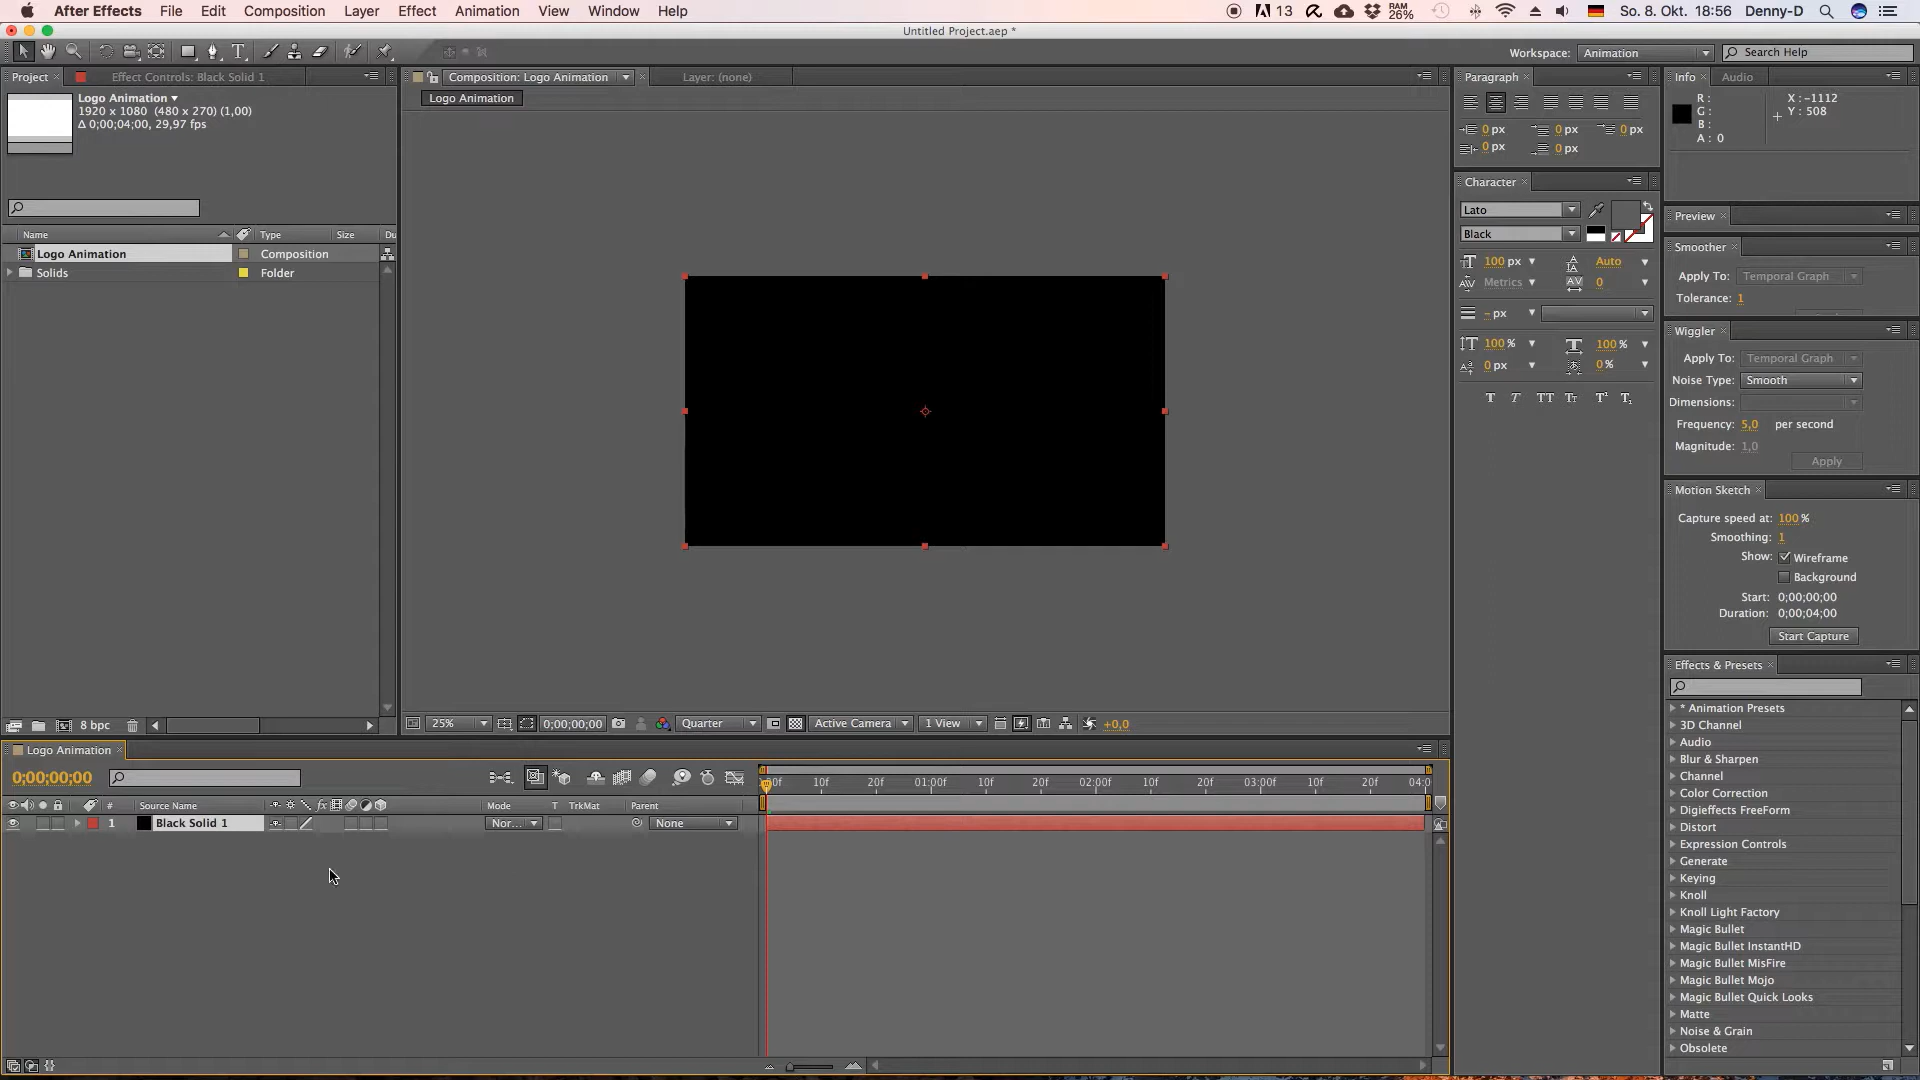 After Effects File Edit Composition Layer Effect Animation View Window Help 13 RAM 26% So. 8. Okt. 18:56 Denny-D
Untitled Project.aep *
T Workspace: Animation Search Help
Project × Effect Controls: Black Solid 1
Composition: Logo Animation × Layer: (none)
Paragraph × Info × Audio
Logo Animation
1920 x 1080 (480 x 270) (1,00)
Δ 0;00;04;00, 29,97 fps
Logo Animation
0 px 0 px 0 px
0 px 0 px
R :
G :
B :
A : 0
X : -1112
Y : 508
Character ×
Lato
Black
Preview ×
Smoother ×
Name Type Size Du
Logo Animation Composition
Solids Folder
100 px Auto
Metrics 0
– px
100 % 100 %
0 px 0 %
T T TT Tr T¹ T₁
Apply To: Temporal Graph
Tolerance: 1
Wiggler ×
Apply To: Temporal Graph
Noise Type: Smooth
Dimensions:
Frequency: 5,0 per second
Magnitude: 1,0
Apply
Motion Sketch ×
Capture speed at: 100 %
Smoothing: 1
Show: Wireframe
Background
Start: 0;00;00;00
Duration: 0;00;04;00
Start Capture
Effects & Presets ×
* Animation Presets
3D Channel
Audio
Blur & Sharpen
Channel
Color Correction
Digieffects FreeForm
Distort
Expression Controls
Generate
Keying
Knoll
Knoll Light Factory
Magic Bullet
Magic Bullet InstantHD
Magic Bullet MisFire
Magic Bullet Mojo
Magic Bullet Quick Looks
Matte
Noise & Grain
Obsolete
8 bpc
25% 0;00;00;00 Quarter Active Camera 1 View +0,0
Logo Animation ×
0;00;00;00
:00f 10f 20f 01:00f 10f 20f 02:00f 10f 20f 03:00f 10f 20f 04:0
# Source Name fx Mode T TrkMat Parent
1 Black Solid 1 Nor... None